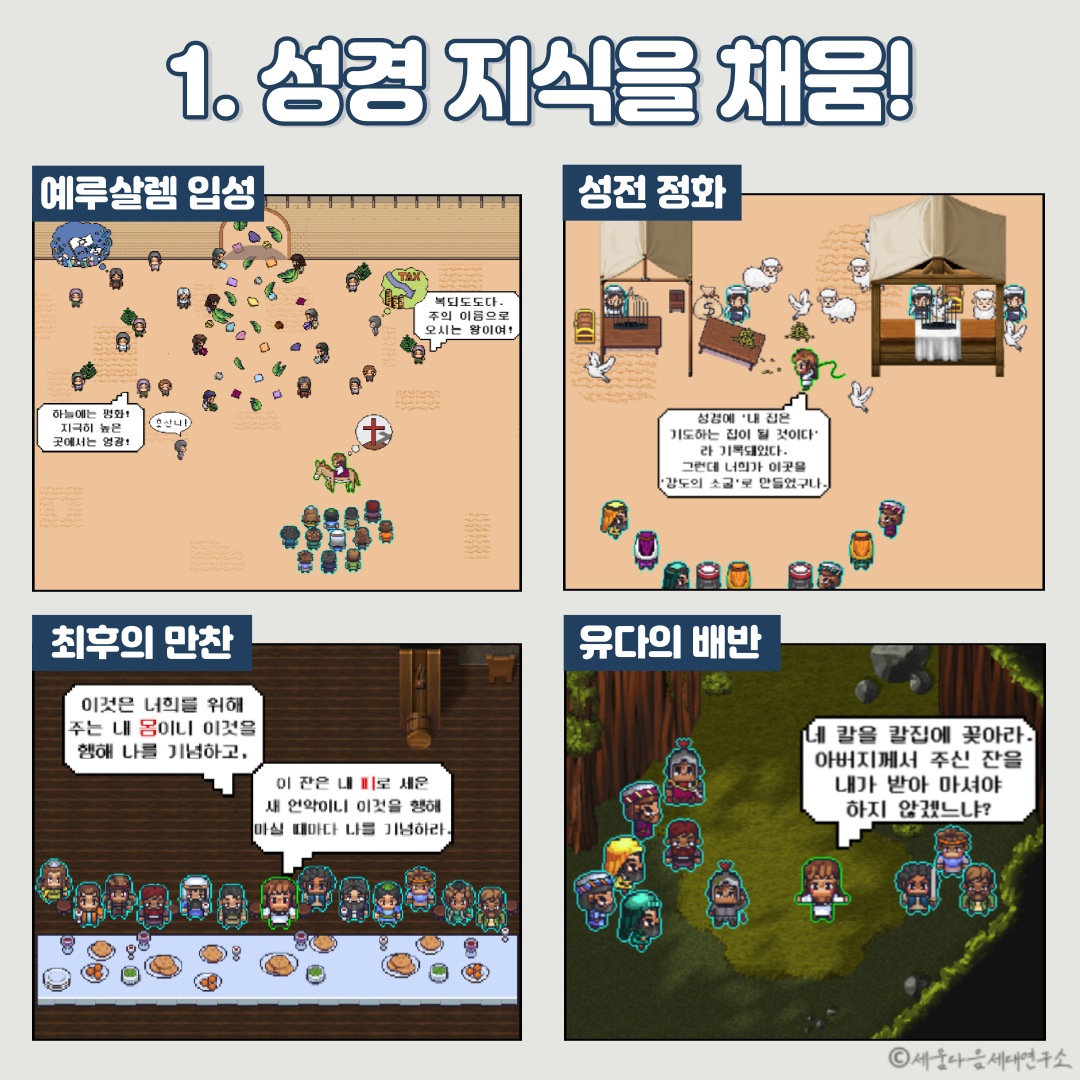 1. 성경 지식을 채움!
예루살렘 입성
TAX
복되도다.
주의 이름으로
오시는 왕이여!
하늘에는 평화!
지극히 높은
곳에서는 영광!
호산나!
성전 정화
$
성경에 '내 집은
기도하는 집이 될 것이다'
라 기록돼있다.
그런데 너희가 이곳을
'강도의 소굴'로 만들었구나.
최후의 만찬
이것은 너희를 위해
주는 내 몸이니 이것을
행해 나를 기념하고,
이 잔은 내 피로 세운
새 언약이니 이것을 행해
마실 때마다 나를 기념하라.
유다의 배반
네 칼을 칼집에 꽂아라.
아버지께서 주신 잔을
내가 받아 마셔야
하지 않겠느냐?
©세움다음세대연구소